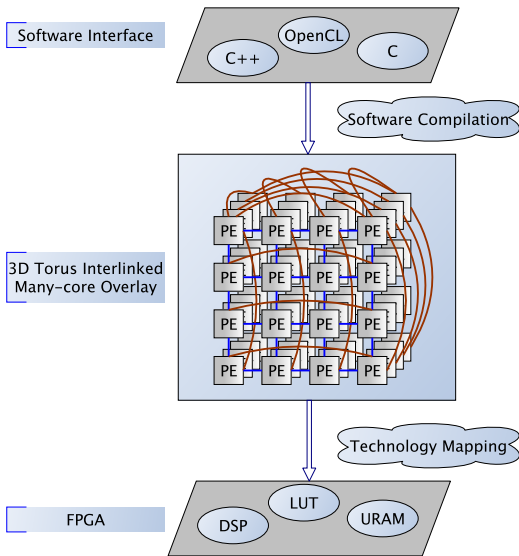 Software Interface
OpenCL
C++
C
Software Compilation
3D Torus Interlinked
Many-core Overlay
PE PE PE PE
PE PE PE PE
PE PE PE PE
PE PE PE PE
Technology Mapping
FPGA
LUT
DSP
URAM